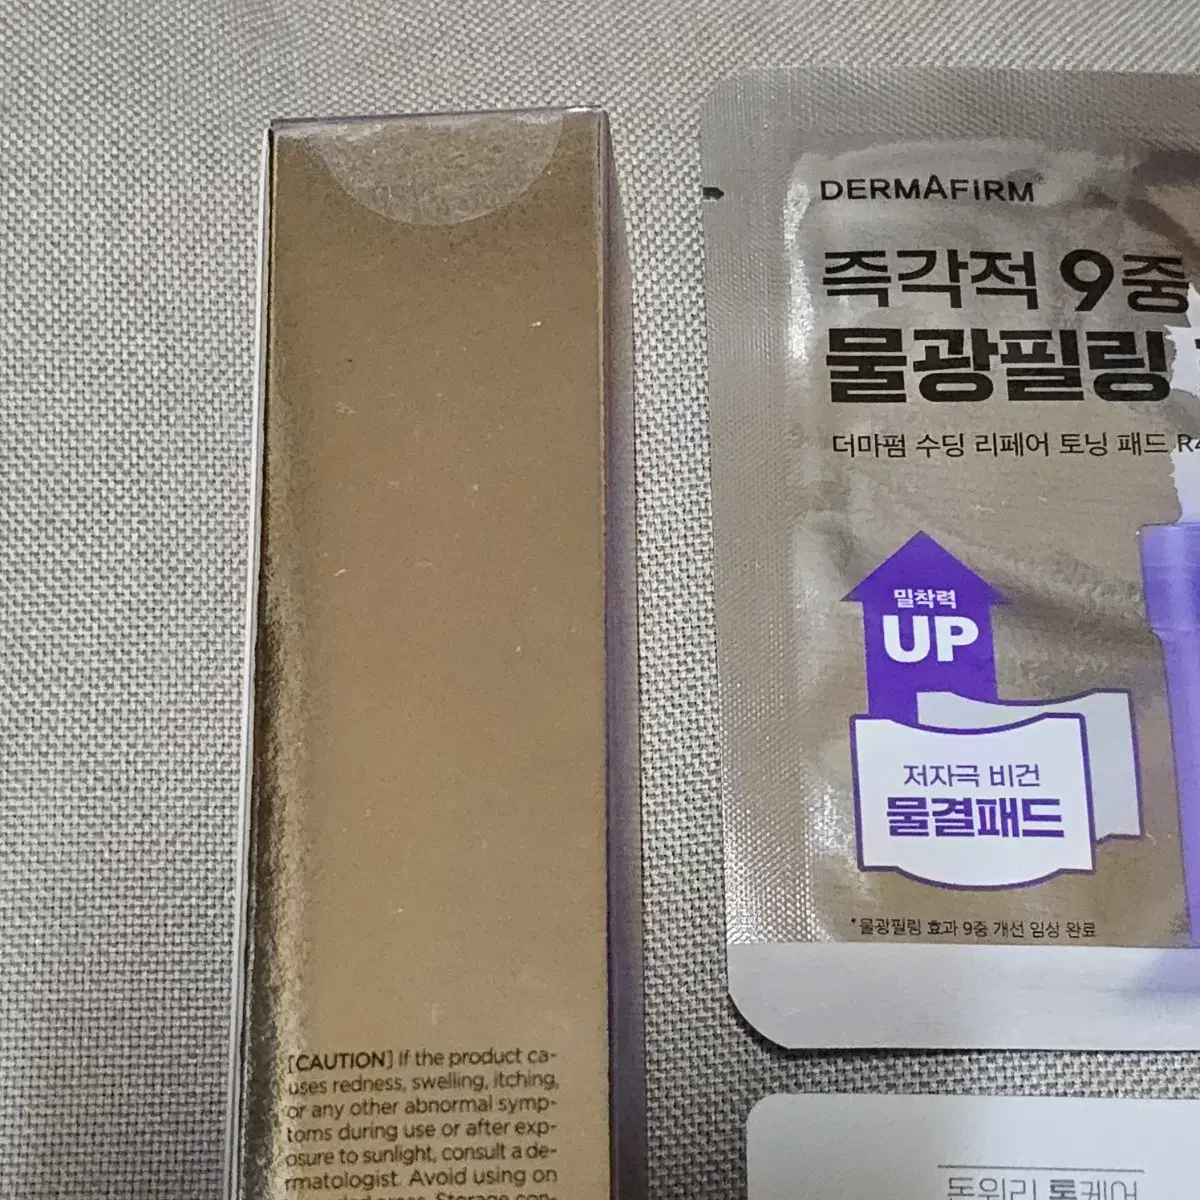 DERMAFIRM
즉각적 9중
물광필링
더마펌 수딩 리페어 토닝 패드 R4
밀착력
UP
저자극 비건
물결패드
*물광필링 효과 9중 개선 임상 완료
[CAUTION] If the product ca-
uses redness, swelling, itching,
or any other abnormal symp-
toms during use or after exp-
osure to sunlight, consult a de-
rmatologist. Avoid using on